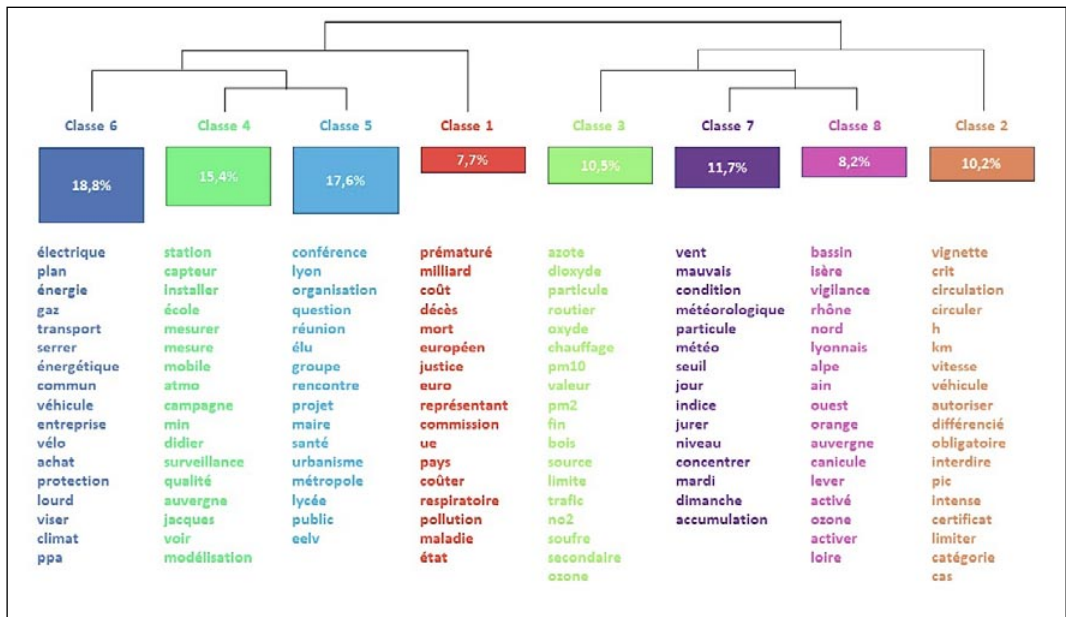 Classe 6
Classe 4
Classe 5
Classe 1
Classe 3
Classe 7
Classe 8
Classe 2
18,8%
15,4%
17,6%
7,7%
10,5%
11,7%
8,2%
10,2%
électrique
plan
énergie
gaz
transport
serrer
énergétique
commun
véhicule
entreprise
vélo
achat
protection
lourd
viser
climat
ppa
station
capteur
installer
école
mesurer
mesure
mobile
atmo
campagne
min
didier
surveillance
qualité
auvergne
jacques
voir
modélisation
conférence
lyon
organisation
question
réunion
élu
groupe
rencontre
projet
maire
santé
urbanisme
métropole
lycée
public
eelv
prématuré
milliard
coût
décès
mort
européen
justice
euro
représentant
commission
ue
pays
coûter
respiratoire
pollution
maladie
état
azote
dioxyde
particule
routier
oxyde
chauffage
pm10
valeur
pm2
fin
bois
source
limite
trafic
no2
soufre
secondaire
ozone
vent
mauvais
condition
météorologique
particule
météo
seuil
jour
indice
jurer
niveau
concentrer
mardi
dimanche
accumulation
bassin
isère
vigilance
rhône
nord
lyonnais
alpe
ain
ouest
orange
auvergne
canicule
lever
activé
ozone
activer
loire
vignette
crit
circulation
circuler
h
km
vitesse
véhicule
autoriser
différencié
obligatoire
interdire
pic
intense
certificat
limiter
catégorie
cas